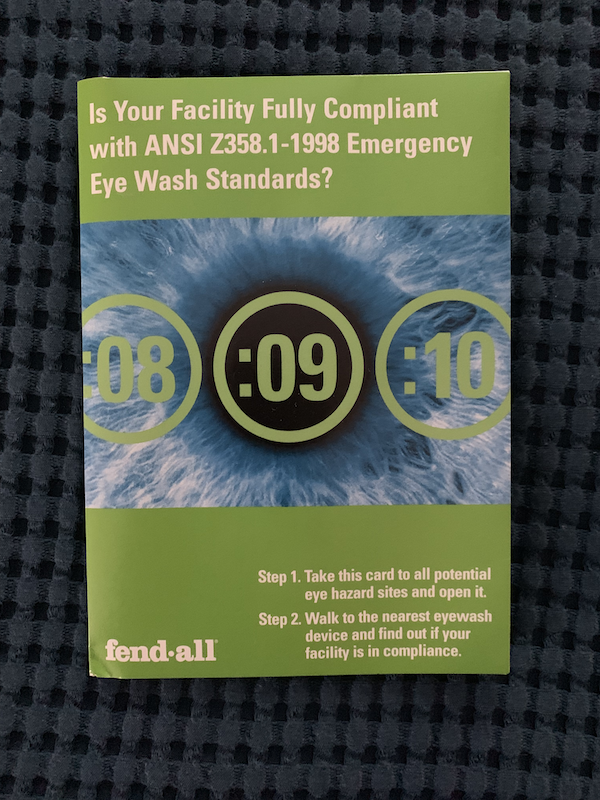 Is Your Facility Fully Compliant
with ANSI Z358.1-1998 Emergency
Eye Wash Standards?
:08
:09
:10
Step 1. Take this card to all potential
eye hazard sites and open it.
Step 2. Walk to the nearest eyewash
device and find out if your
facility is in compliance.
fend·all®